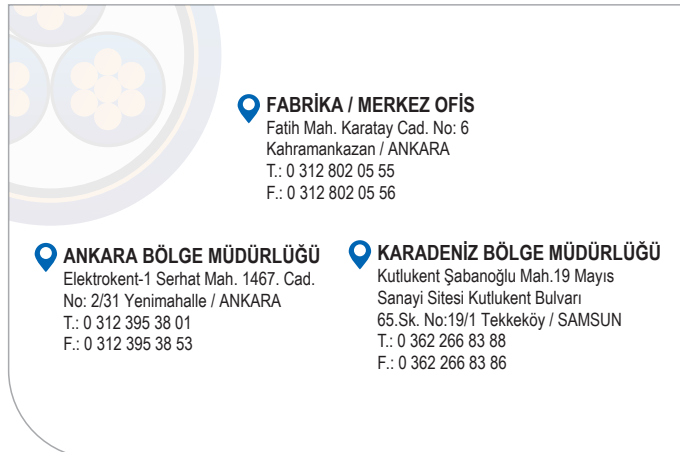 FABRİKA / MERKEZ OFİS
Fatih Mah. Karatay Cad. No: 6
Kahramankazan / ANKARA
T.: 0 312 802 05 55
F.: 0 312 802 05 56
ANKARA BÖLGE MÜDÜRLÜĞÜ
Elektrokent-1 Serhat Mah. 1467. Cad.
No: 2/31 Yenimahalle / ANKARA
T.: 0 312 395 38 01
F.: 0 312 395 38 53
KARADENİZ BÖLGE MÜDÜRLÜĞÜ
Kutlukent Şabanoğlu Mah.19 Mayıs
Sanayi Sitesi Kutlukent Bulvarı
65.Sk. No:19/1 Tekkeköy / SAMSUN
T.: 0 362 266 83 88
F.: 0 362 266 83 86